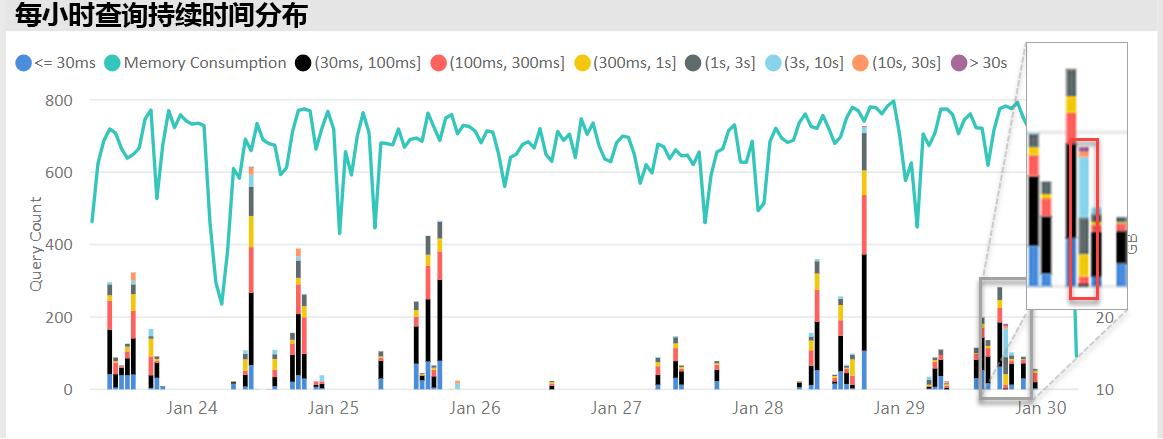 每小时查询持续时间分布
<= 30ms Memory Consumption (30ms, 100ms] (100ms, 300ms] (300ms, 1s] (1s, 3s] (3s, 10s] (10s, 30s] > 30s
800
600
400
200
0
Query Count
GB
20
10
Jan 24 Jan 25 Jan 26 Jan 27 Jan 28 Jan 29 Jan 30